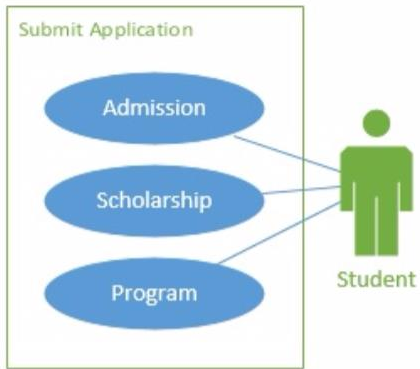 Submit Application
Admission
Scholarship
Program
Student